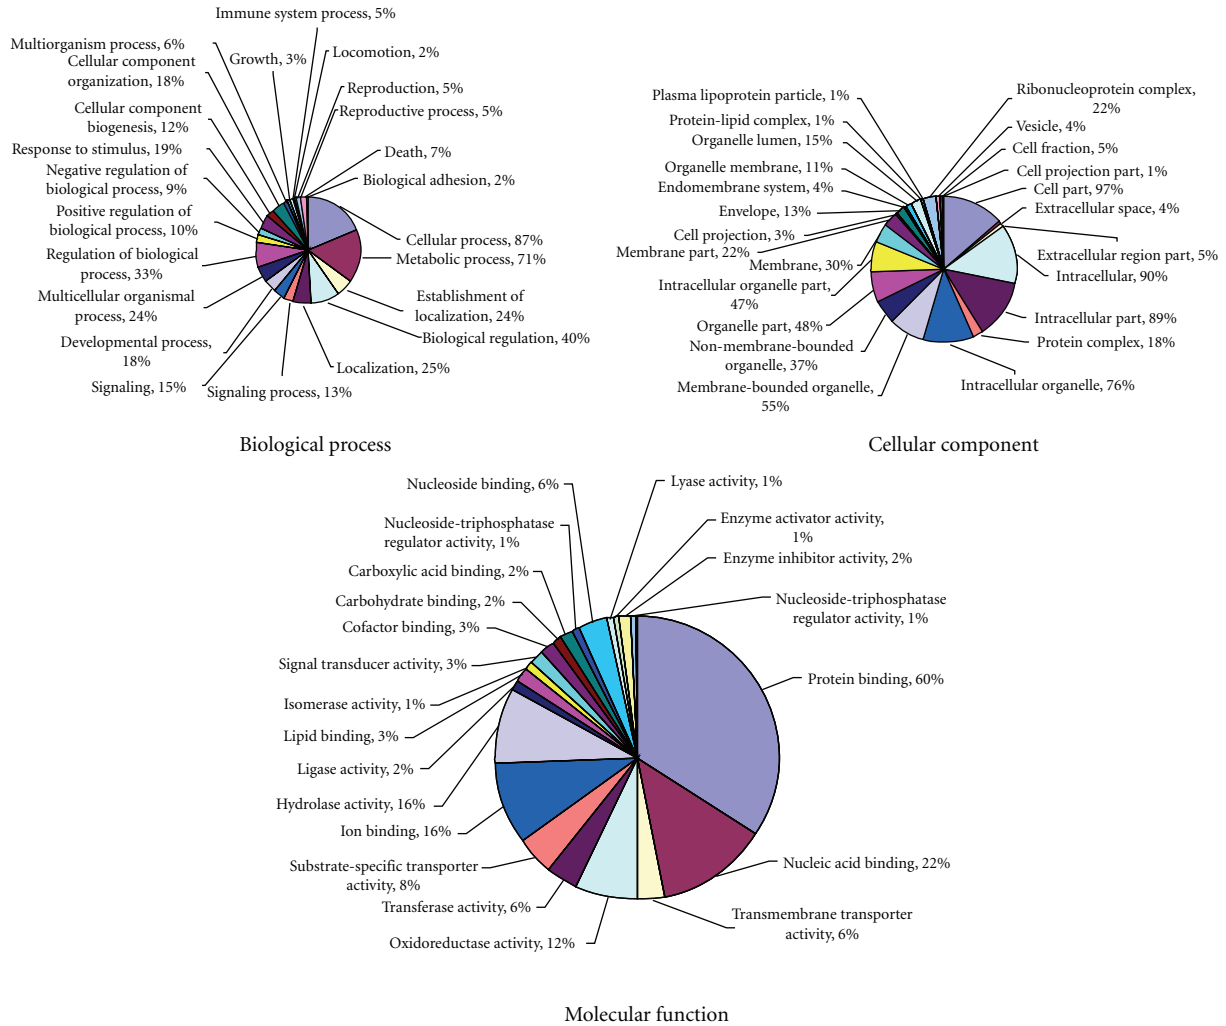 Immune system process, 5%
Multiorganism process, 6%
Cellular component
organization, 18%
Growth, 3%
Locomotion, 2%
Reproduction, 5%
Reproductive process, 5%
Cellular component
biogenesis, 12%
Response to stimulus, 19%
Death, 7%
Negative regulation of
biological process, 9%
Biological adhesion, 2%
Positive regulation of
biological process, 10%
Cellular process, 87%
Metabolic process, 71%
Regulation of biological
process, 33%
Multicellular organismal
process, 24%
Establishment of
localization, 24%
Biological regulation, 40%
Developmental process,
18%
Localization, 25%
Signaling, 15%
Signaling process, 13%
Biological process
Plasma lipoprotein particle, 1%
Ribonucleoprotein complex,
22%
Protein-lipid complex, 1%
Vesicle, 4%
Organelle lumen, 15%
Cell fraction, 5%
Organelle membrane, 11%
Cell projection part, 1%
Endomembrane system, 4%
Cell part, 97%
Envelope, 13%
Extracellular space, 4%
Cell projection, 3%
Membrane part, 22%
Extracellular region part, 5%
Membrane, 30%
Intracellular, 90%
Intracellular organelle part,
47%
Organelle part, 48%
Intracellular part, 89%
Non-membrane-bounded
organelle, 37%
Protein complex, 18%
Membrane-bounded organelle,
55%
Intracellular organelle, 76%
Cellular component
Nucleoside binding, 6%
Lyase activity, 1%
Nucleoside-triphosphatase
regulator activity, 1%
Enzyme activator activity,
1%
Enzyme inhibitor activity, 2%
Carboxylic acid binding, 2%
Carbohydrate binding, 2%
Nucleoside-triphosphatase
regulator activity, 1%
Cofactor binding, 3%
Signal transducer activity, 3%
Protein binding, 60%
Isomerase activity, 1%
Lipid binding, 3%
Ligase activity, 2%
Hydrolase activity, 16%
Ion binding, 16%
Substrate-specific transporter
activity, 8%
Nucleic acid binding, 22%
Transferase activity, 6%
Transmembrane transporter
activity, 6%
Oxidoreductase activity, 12%
Molecular function